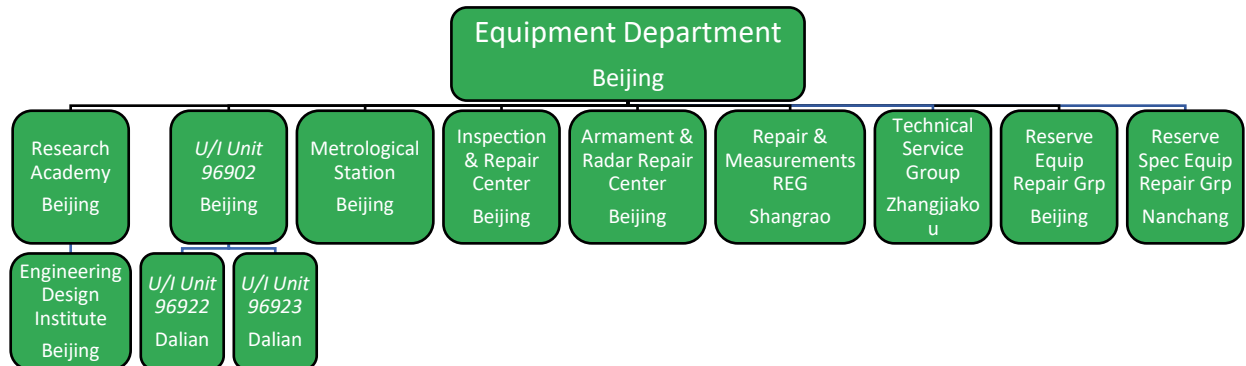 Equipment Department
Beijing
Research
Academy
Beijing
U/I Unit
96902
Beijing
Metrological
Station
Beijing
Inspection
& Repair
Center
Beijing
Armament &
Radar Repair
Center
Beijing
Repair &
Measurements
REG
Shangrao
Technical
Service
Group
Zhangjiako
u
Reserve
Equip
Repair Grp
Beijing
Reserve
Spec Equip
Repair Grp
Nanchang
Engineering
Design
Institute
Beijing
U/I Unit
96922
Dalian
U/I Unit
96923
Dalian